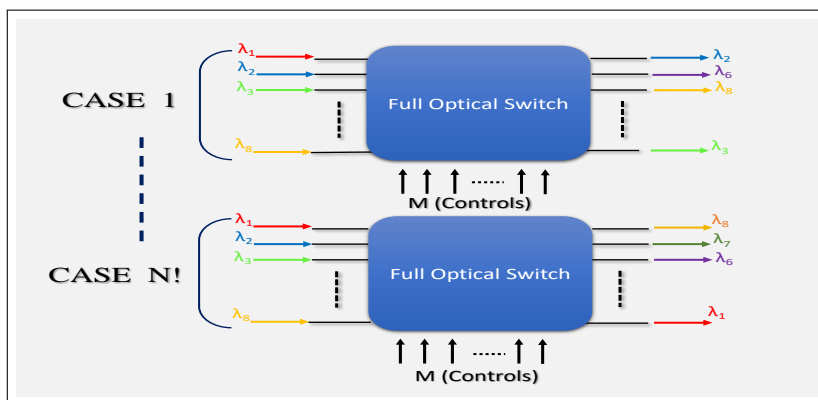 λ₁ λ₂
λ₂ λ₆
λ₃ λ₈
CASE 1
Full Optical Switch
λ₈ λ₃
M (Controls)
λ₁ λ₈
λ₂ λ₇
λ₃ λ₆
CASE N!
Full Optical Switch
λ₈ λ₁
M (Controls)